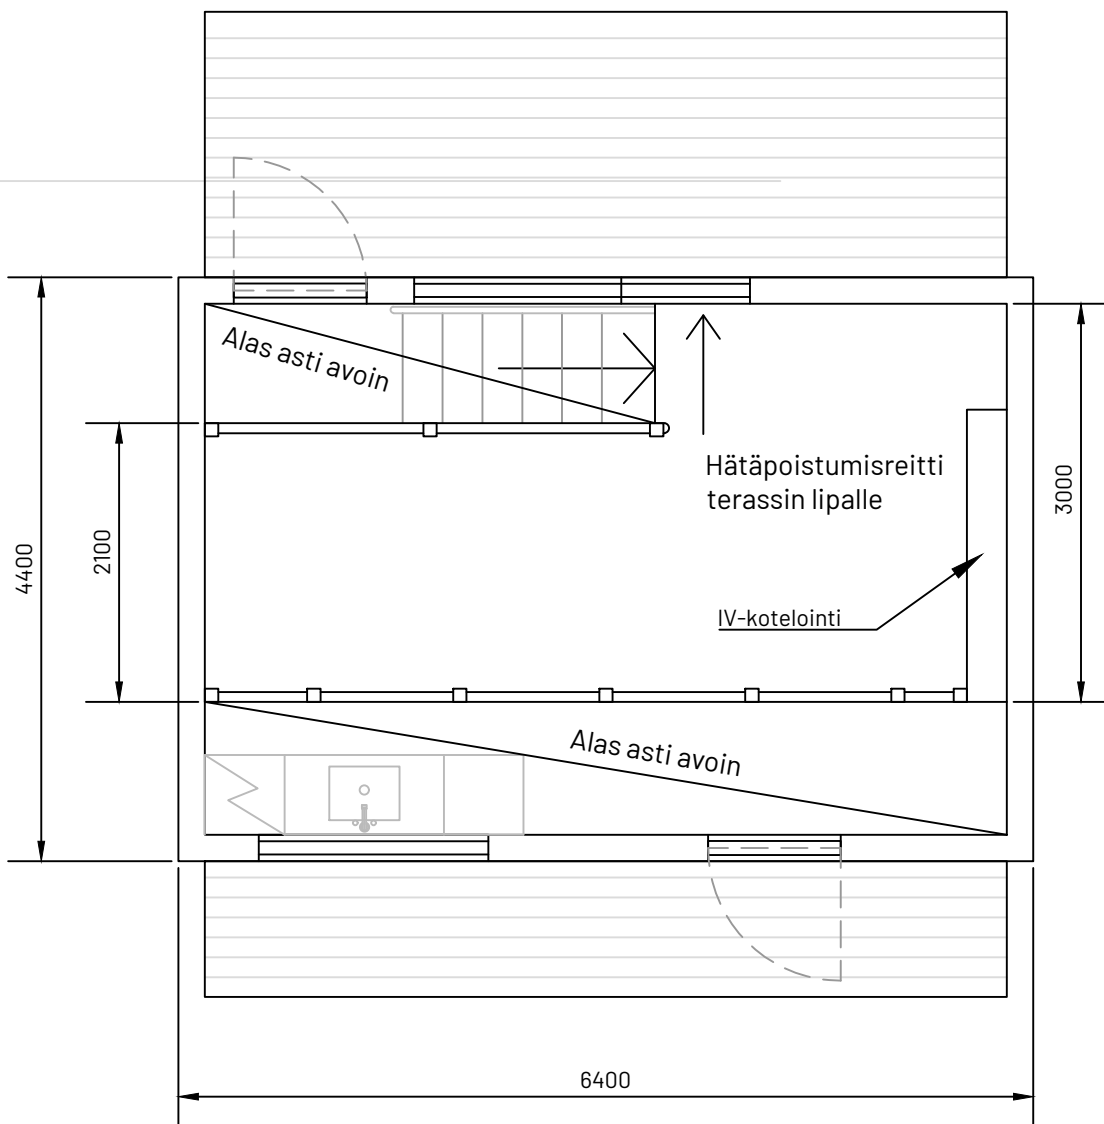 Alas asti avoin
Hätäpoistumisreitti
terassin lipalle
3000
4400
2100
IV-kotelointi
Alas asti avoin
6400